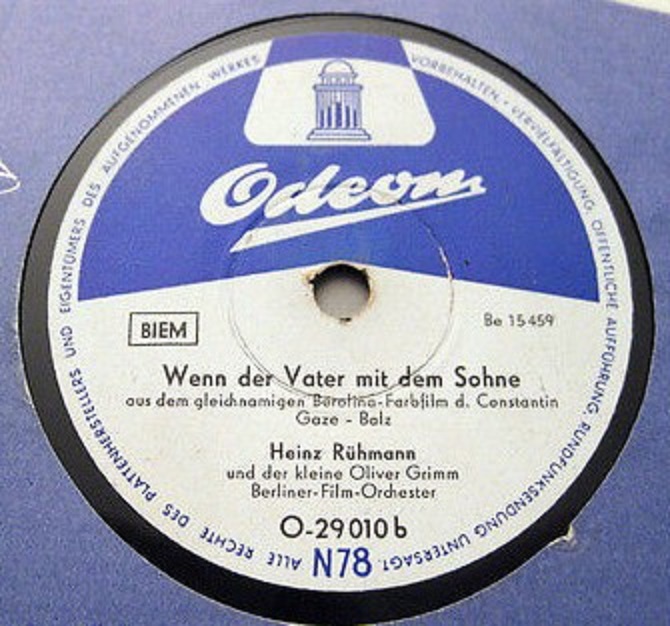 ALLE RECHTE DES PLATTENHERSTELLERS UND EIGENTÜMERS DES AUFGENOMMENEN WERKES VORBEHALTEN · VERVIELFÄLTIGUNG, ÖFFENTLICHE AUFFÜHRUNG, RUNDFUNKSENDUNG UNTERSAGT
Odeon
BIEM
Be 15459
Wenn der Vater mit dem Sohne
aus dem gleichnamigen Berolina-Farbfilm d. Constantin
Gaze - Balz
Heinz Rühmann
und der kleine Oliver Grimm
Berliner-Film-Orchester
O-29010b
N78